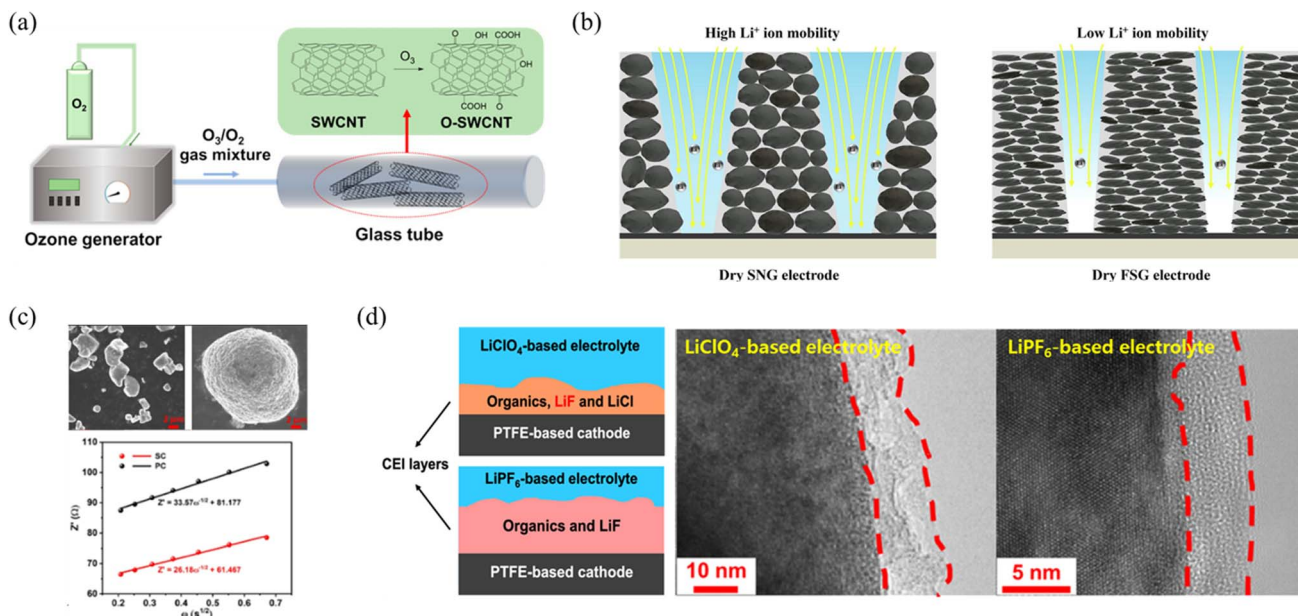 (a)
O₂
Ozone generator
O₃/O₂
gas mixture
O
OH
COOH
OH
COOH
O
O₃
SWCNT
O-SWCNT
Glass tube
(b)
High Li⁺ ion mobility
Low Li⁺ ion mobility
Dry SNG electrode
Dry FSG electrode
(c)
110
100
90
80
70
60
Z' (Ω)
SC
PC
Z' = 33.57ω⁻¹/² + 81.177
Z' = 26.18ω⁻¹/² + 61.467
0.2 0.3 0.4 0.5 0.6 0.7
(d)
CEI layers
LiClO₄-based electrolyte
Organics, LiF and LiCl
PTFE-based cathode
LiPF₆-based electrolyte
Organics and LiF
PTFE-based cathode
LiClO₄-based electrolyte
10 nm
LiPF₆-based electrolyte
5 nm